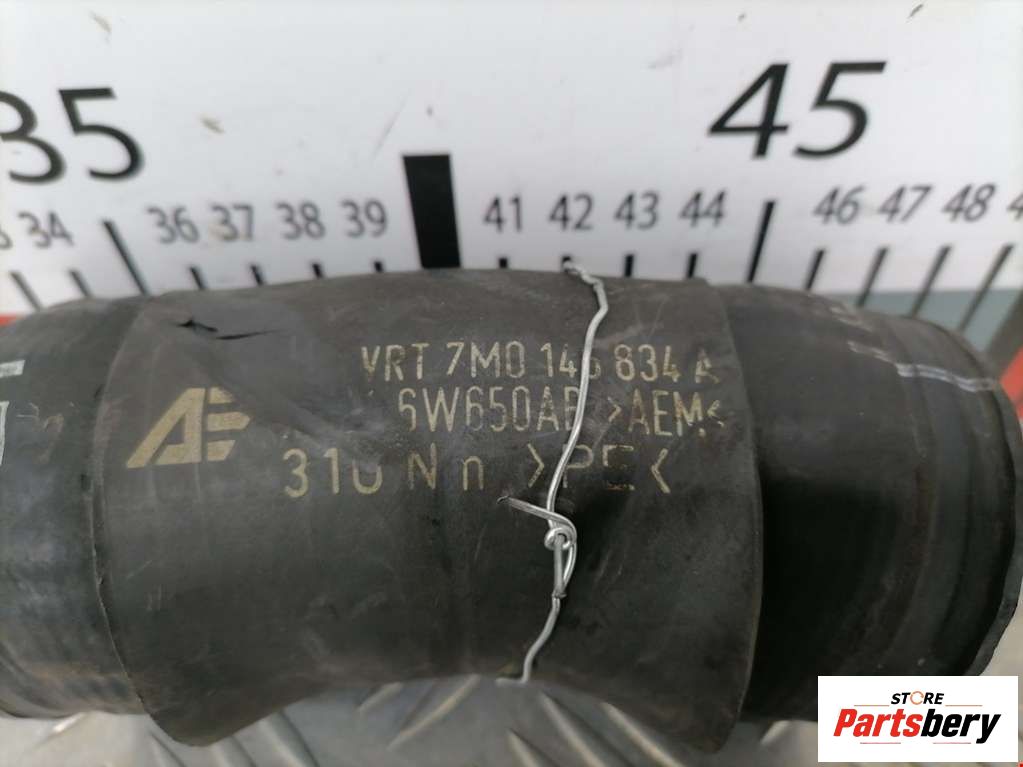 35
45
34 36 37 38 39 41 42 43 44 46 47 48
VRT 7M0 145 834 A
6W650AB >AEM<
AE
310 N n >PE<
STORE
Partsbery